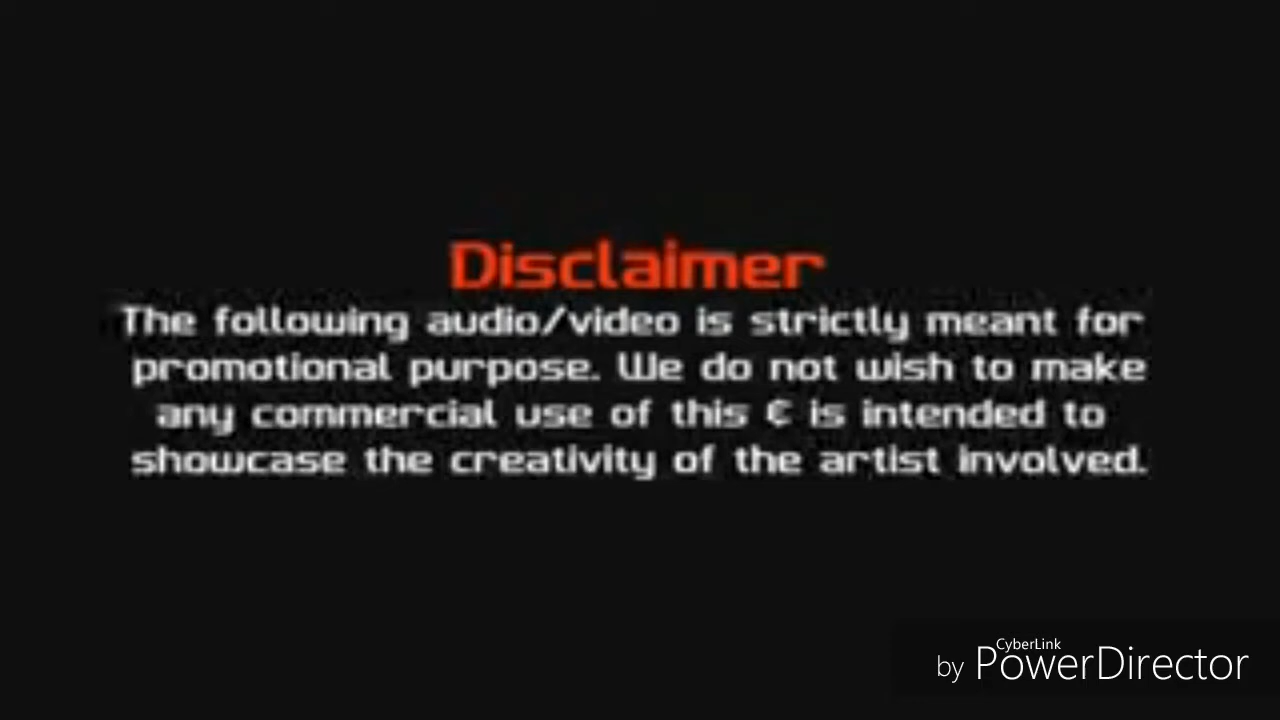 Disclaimer
The following audio/video is strictly meant for
promotional purpose. We do not wish to make
any commercial use of this & is intended to
showcase the creativity of the artist involved.
by CyberLink PowerDirector